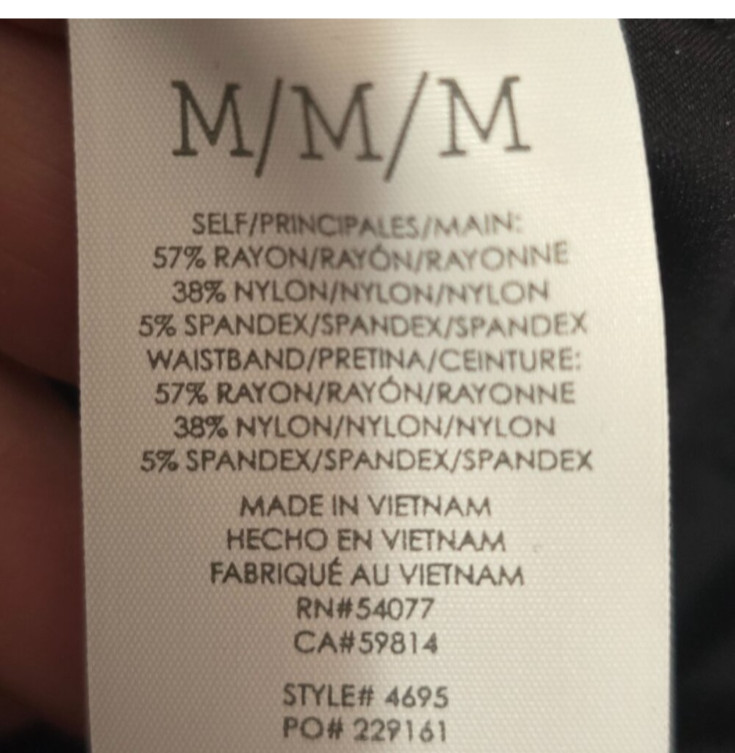 M/M/M
SELF/PRINCIPALES/MAIN:
57% RAYON/RAYÓN/RAYONNE
38% NYLON/NYLON/NYLON
5% SPANDEX/SPANDEX/SPANDEX
WAISTBAND/PRETINA/CEINTURE:
57% RAYON/RAYÓN/RAYONNE
38% NYLON/NYLON/NYLON
5% SPANDEX/SPANDEX/SPANDEX
MADE IN VIETNAM
HECHO EN VIETNAM
FABRIQUÉ AU VIETNAM
RN#54077
CA#59814
STYLE# 4695
PO# 229161